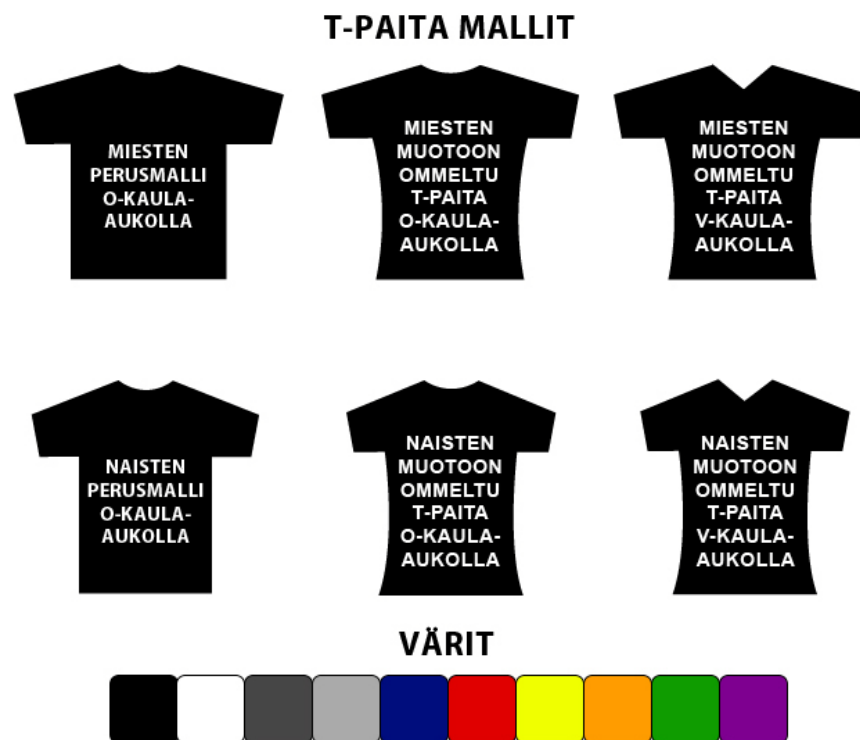 T-PAITA MALLIT
MIESTEN
PERUSMALLI
O-KAULA-
AUKOLLA
MIESTEN
MUOTOON
OMMELTU
T-PAITA
O-KAULA-
AUKOLLA
MIESTEN
MUOTOON
OMMELTU
T-PAITA
V-KAULA-
AUKOLLA
NAISTEN
PERUSMALLI
O-KAULA-
AUKOLLA
NAISTEN
MUOTOON
OMMELTU
T-PAITA
O-KAULA-
AUKOLLA
NAISTEN
MUOTOON
OMMELTU
T-PAITA
V-KAULA-
AUKOLLA
VÄRIT